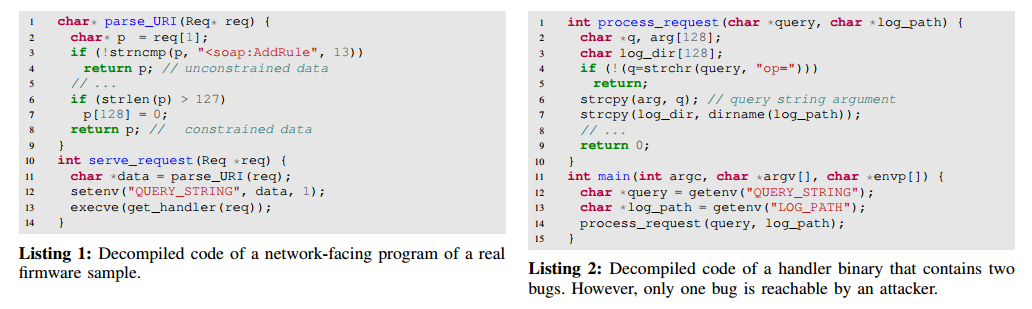 1 char* parse_URI(Req* req) {
2   char* p = req[1];
3   if (!strncmp(p, "<soap:AddRule", 13))
4     return p; // unconstrained data
5   // ...
6   if (strlen(p) > 127)
7     p[128] = 0;
8   return p; //  constrained data
9 }
10 int serve_request(Req *req) {
11   char *data = parse_URI(req);
12   setenv("QUERY_STRING", data, 1);
13   execve(get_handler(req));
14 }
Listing 1: Decompiled code of a network-facing program of a real
firmware sample.
1 int process_request(char *query, char *log_path) {
2   char *q, arg[128];
3   char log_dir[128];
4   if (!(q=strchr(query, "op=")))
5     return;
6   strcpy(arg, q); // query string argument
7   strcpy(log_dir, dirname(log_path));
8   // ...
9   return 0;
10 }
11 int main(int argc, char *argv[], char *envp[]) {
12   char *query = getenv("QUERY_STRING");
13   char *log_path = getenv("LOG_PATH");
14   process_request(query, log_path);
15 }
Listing 2: Decompiled code of a handler binary that contains two
bugs. However, only one bug is reachable by an attacker.